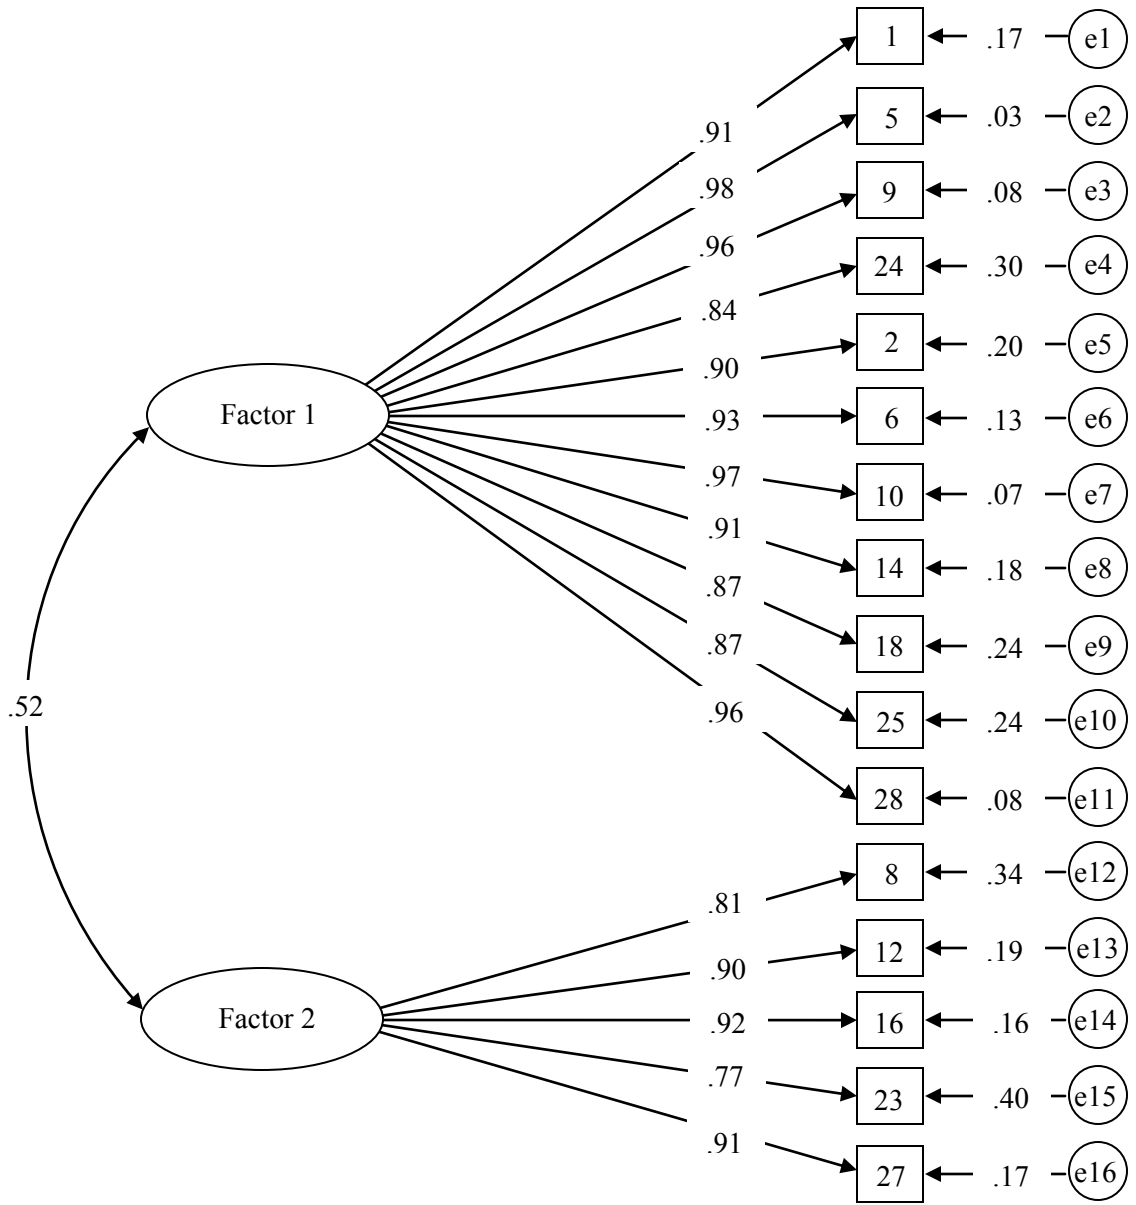 1 .17 e1
.91
5 .03 e2
.98
9 .08 e3
.96
24 .30 e4
.84
2 .20 e5
.90
Factor 1
6 .13 e6
.93
.97
10 .07 e7
.91
14 .18 e8
.87
18 .24 e9
.87
.52
.96
25 .24 e10
28 .08 e11
8 .34 e12
.81
12 .19 e13
.90
Factor 2
.92
16 .16 e14
.77
23 .40 e15
.91
27 .17 e16